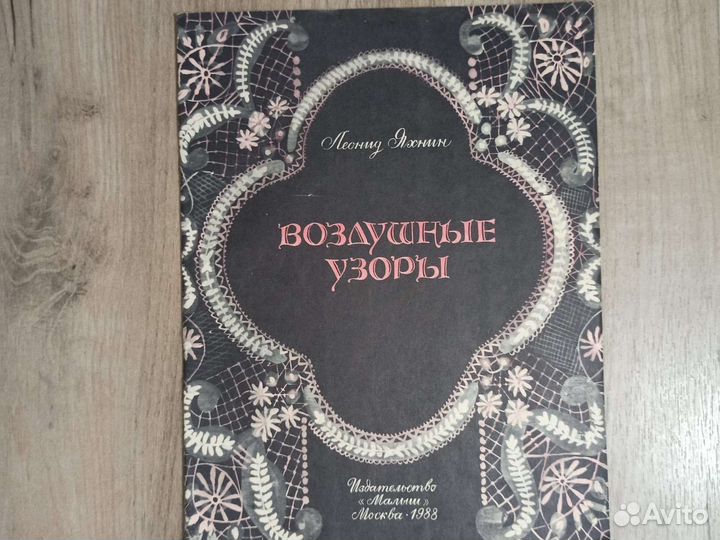 Леонид Яхнин
ВОЗДУШНЫЕ
УЗОРЫ
Издательство
«Малыш»
Москва · 1988
Avito